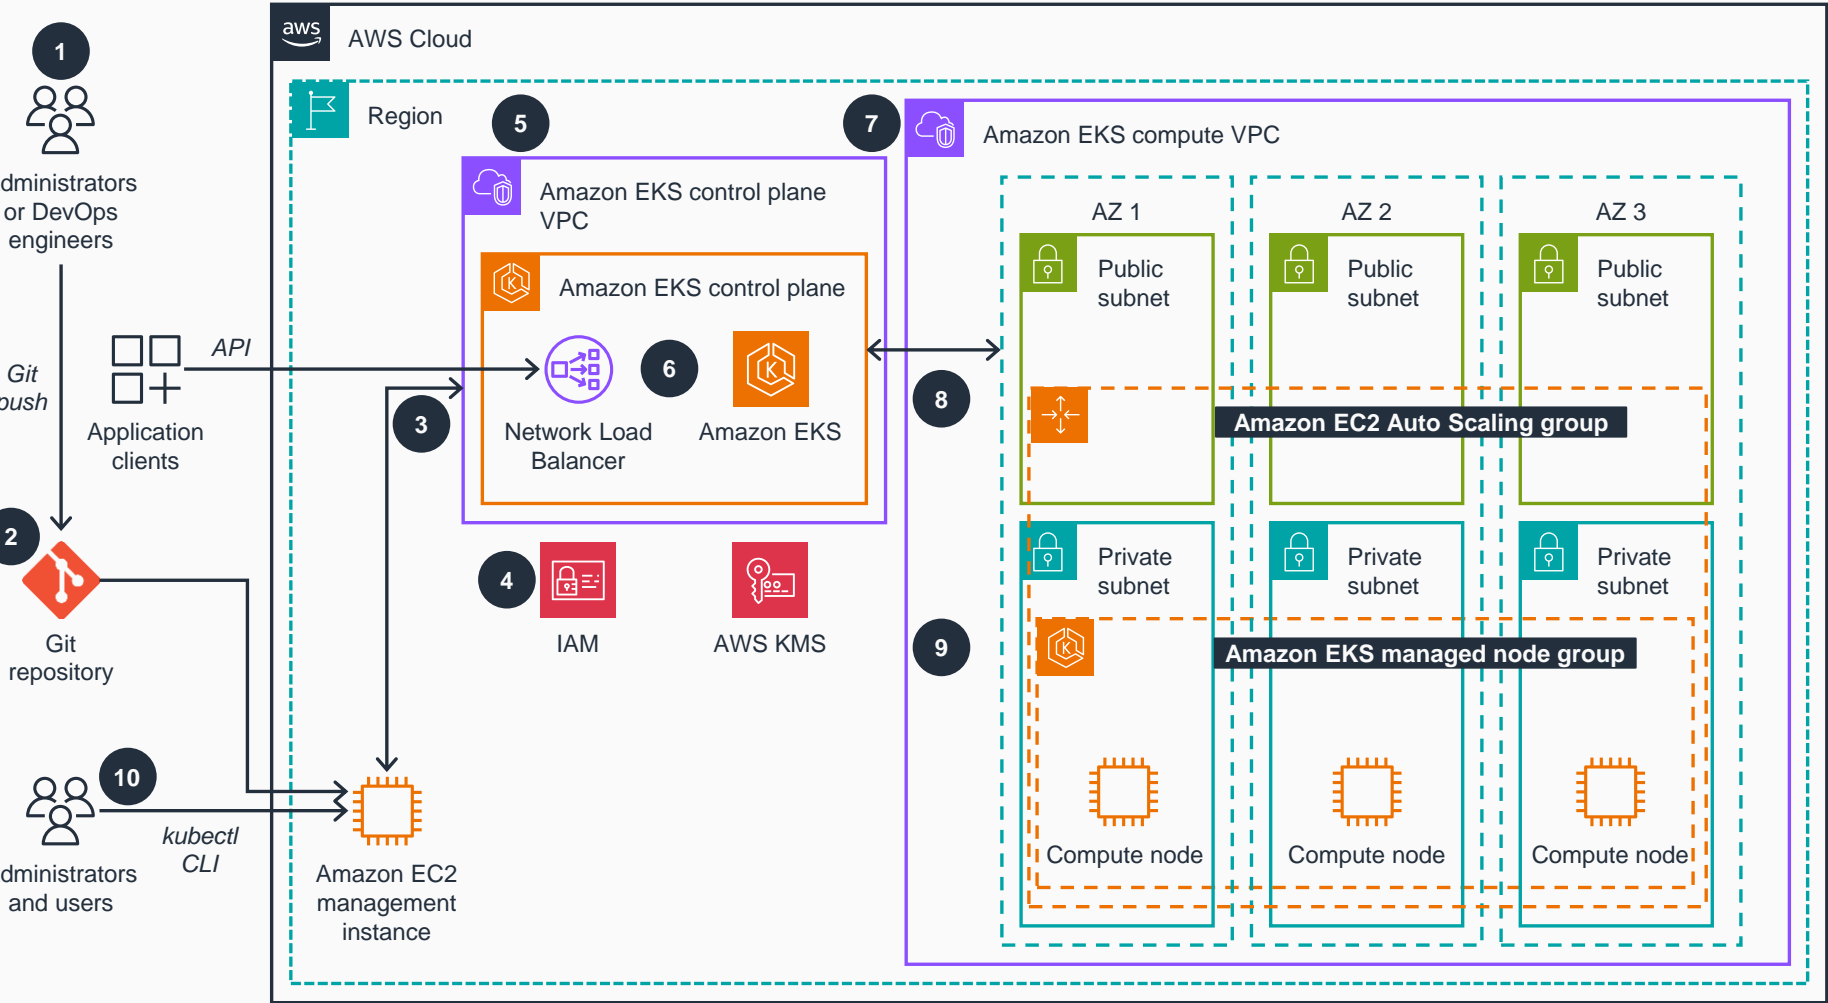 aws
AWS Cloud
1
dministrators
or DevOps
engineers
Git
push
2
Git
repository
10
dministrators
and users
kubectl
CLI
Application
clients
API
Region
5
Amazon EKS control plane
VPC
Amazon EKS control plane
6
Network Load
Balancer
K
Amazon EKS
3
4
IAM
AWS KMS
Amazon EC2
management
instance
7
Amazon EKS compute VPC
8
9
AZ 1
AZ 2
AZ 3
Public
subnet
Public
subnet
Public
subnet
Amazon EC2 Auto Scaling group
Private
subnet
Private
subnet
Private
subnet
Amazon EKS managed node group
Compute node
Compute node
Compute node